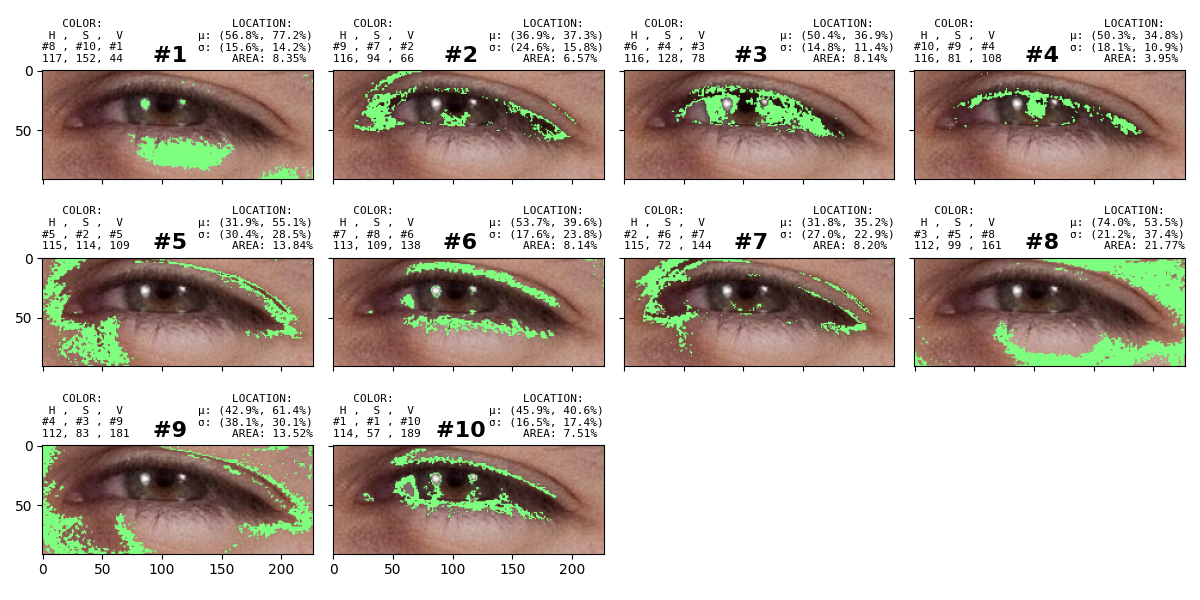 COLOR: LOCATION:
H , S , V μ: (56.8%, 77.2%)
#8 , #10, #1 σ: (15.6%, 14.2%)
117, 152, 44 #1 AREA: 8.35%
COLOR: LOCATION:
H , S , V μ: (36.9%, 37.3%)
#9 , #7 , #2 σ: (24.6%, 15.8%)
116, 94 , 66 #2 AREA: 6.57%
COLOR: LOCATION:
H , S , V μ: (50.4%, 36.9%)
#6 , #4 , #3 σ: (14.8%, 11.4%)
116, 128, 78 #3 AREA: 8.14%
COLOR: LOCATION:
H , S , V μ: (50.3%, 34.8%)
#10, #9 , #4 σ: (18.1%, 10.9%)
116, 81 , 108 #4 AREA: 3.95%
0
50
COLOR: LOCATION:
H , S , V μ: (31.9%, 55.1%)
#5 , #2 , #5 σ: (30.4%, 28.5%)
115, 114, 109 #5 AREA: 13.84%
COLOR: LOCATION:
H , S , V μ: (53.7%, 39.6%)
#7 , #8 , #6 σ: (17.6%, 23.8%)
113, 109, 138 #6 AREA: 8.14%
COLOR: LOCATION:
H , S , V μ: (31.8%, 35.2%)
#2 , #6 , #7 σ: (27.0%, 22.9%)
115, 72 , 144 #7 AREA: 8.20%
COLOR: LOCATION:
H , S , V μ: (74.0%, 53.5%)
#3 , #5 , #8 σ: (21.2%, 37.4%)
112, 99 , 161 #8 AREA: 21.77%
0
50
COLOR: LOCATION:
H , S , V μ: (42.9%, 61.4%)
#4 , #3 , #9 σ: (38.1%, 30.1%)
112, 83 , 181 #9 AREA: 13.52%
COLOR: LOCATION:
H , S , V μ: (45.9%, 40.6%)
#1 , #1 , #10 σ: (16.5%, 17.4%)
114, 57 , 189 #10 AREA: 7.51%
0
50
0 50 100 150 200
0 50 100 150 200